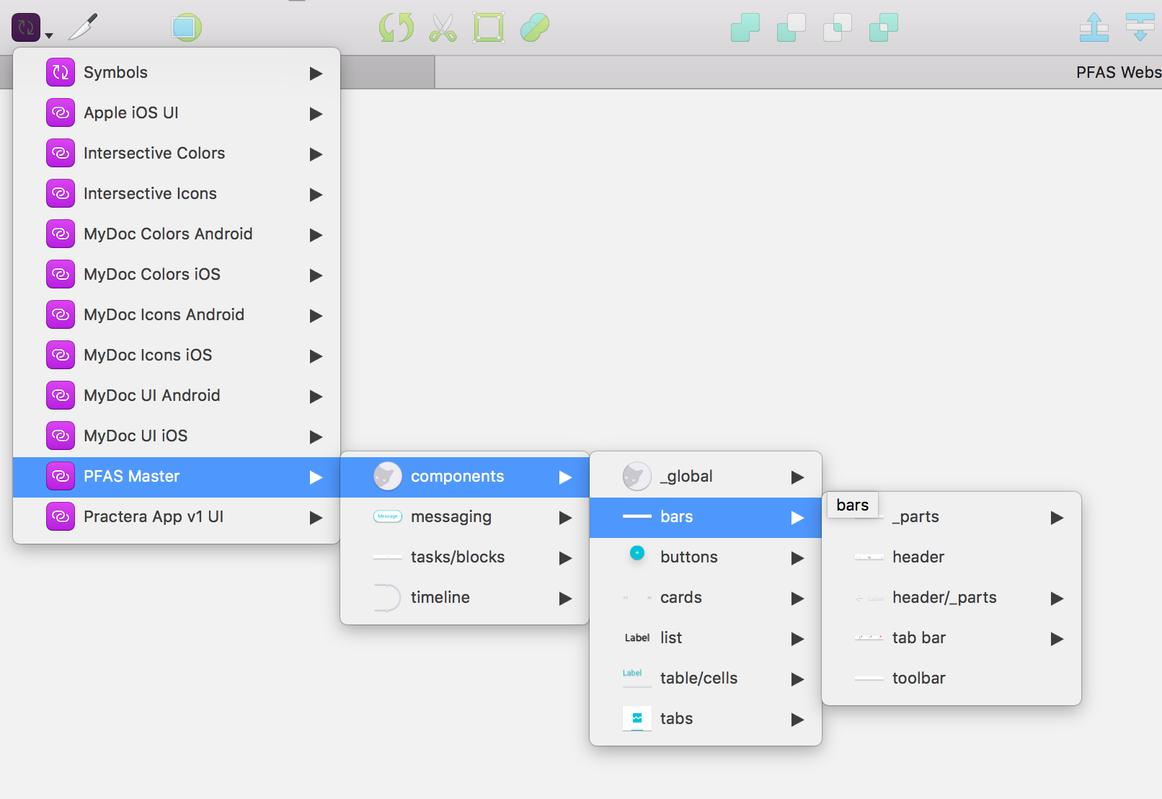 PFAS Webs
Symbols
Apple iOS UI
Intersective Colors
Intersective Icons
MyDoc Colors Android
MyDoc Colors iOS
MyDoc Icons Android
MyDoc Icons iOS
MyDoc UI Android
MyDoc UI iOS
PFAS Master
Practera App v1 UI
components
Message
messaging
tasks/blocks
timeline
_global
bars
buttons
cards
Label
list
Label
table/cells
tabs
bars
_parts
header
header/_parts
tab bar
toolbar